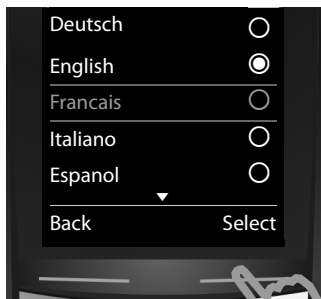 Deutsch
English
Francais
Italiano
Espanol
Back Select